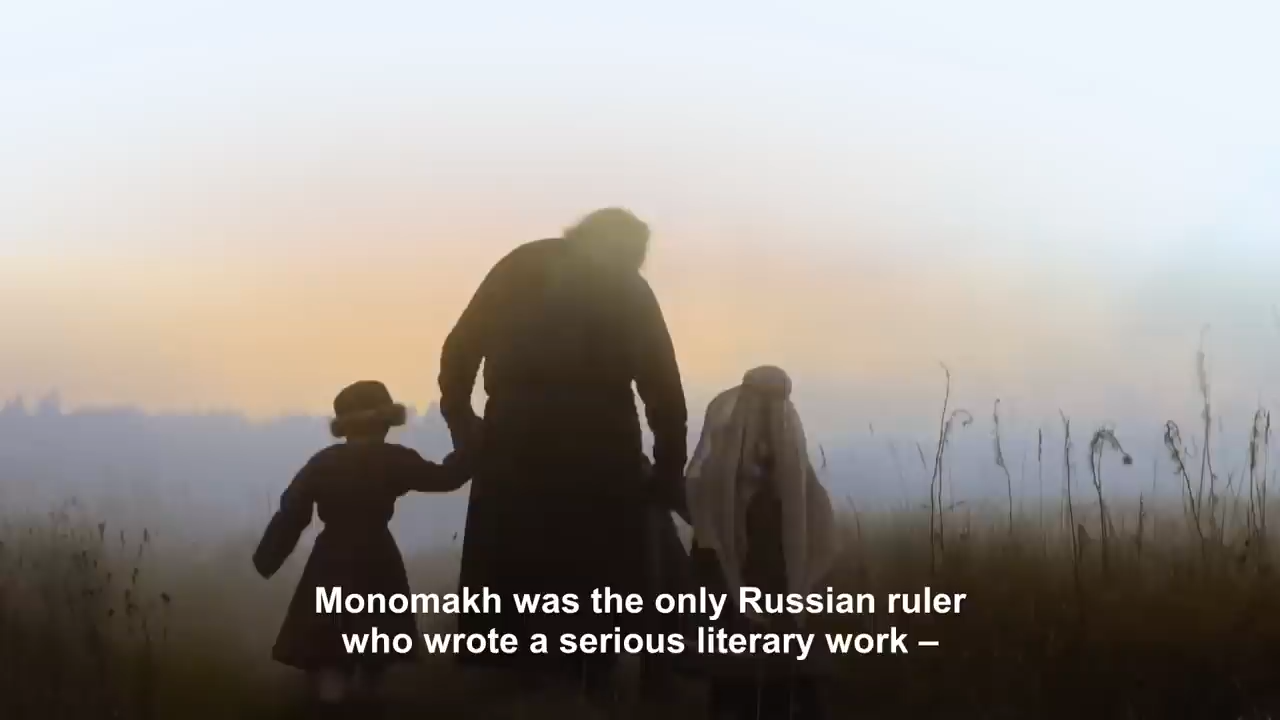 Monomakh was the only Russian ruler
who wrote a serious literary work –